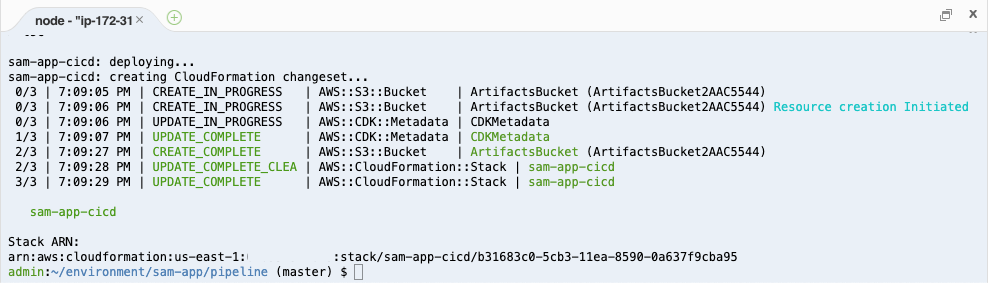 node - "ip-172-31 ×
sam-app-cicd: deploying...
sam-app-cicd: creating CloudFormation changeset...
0/3 | 7:09:05 PM | CREATE_IN_PROGRESS   | AWS::S3::Bucket    | ArtifactsBucket (ArtifactsBucket2AAC5544)
0/3 | 7:09:06 PM | CREATE_IN_PROGRESS   | AWS::S3::Bucket    | ArtifactsBucket (ArtifactsBucket2AAC5544) Resource creation Initiated
0/3 | 7:09:06 PM | UPDATE_IN_PROGRESS   | AWS::CDK::Metadata | CDKMetadata
1/3 | 7:09:07 PM | UPDATE_COMPLETE      | AWS::CDK::Metadata | CDKMetadata
2/3 | 7:09:27 PM | CREATE_COMPLETE      | AWS::S3::Bucket    | ArtifactsBucket (ArtifactsBucket2AAC5544)
2/3 | 7:09:28 PM | UPDATE_COMPLETE_CLEA | AWS::CloudFormation::Stack | sam-app-cicd
3/3 | 7:09:29 PM | UPDATE_COMPLETE      | AWS::CloudFormation::Stack | sam-app-cicd
sam-app-cicd
Stack ARN:
arn:aws:cloudformation:us-east-1: :stack/sam-app-cicd/b31683c0-5cb3-11ea-8590-0a637f9cba95
admin:~/environment/sam-app/pipeline (master) $